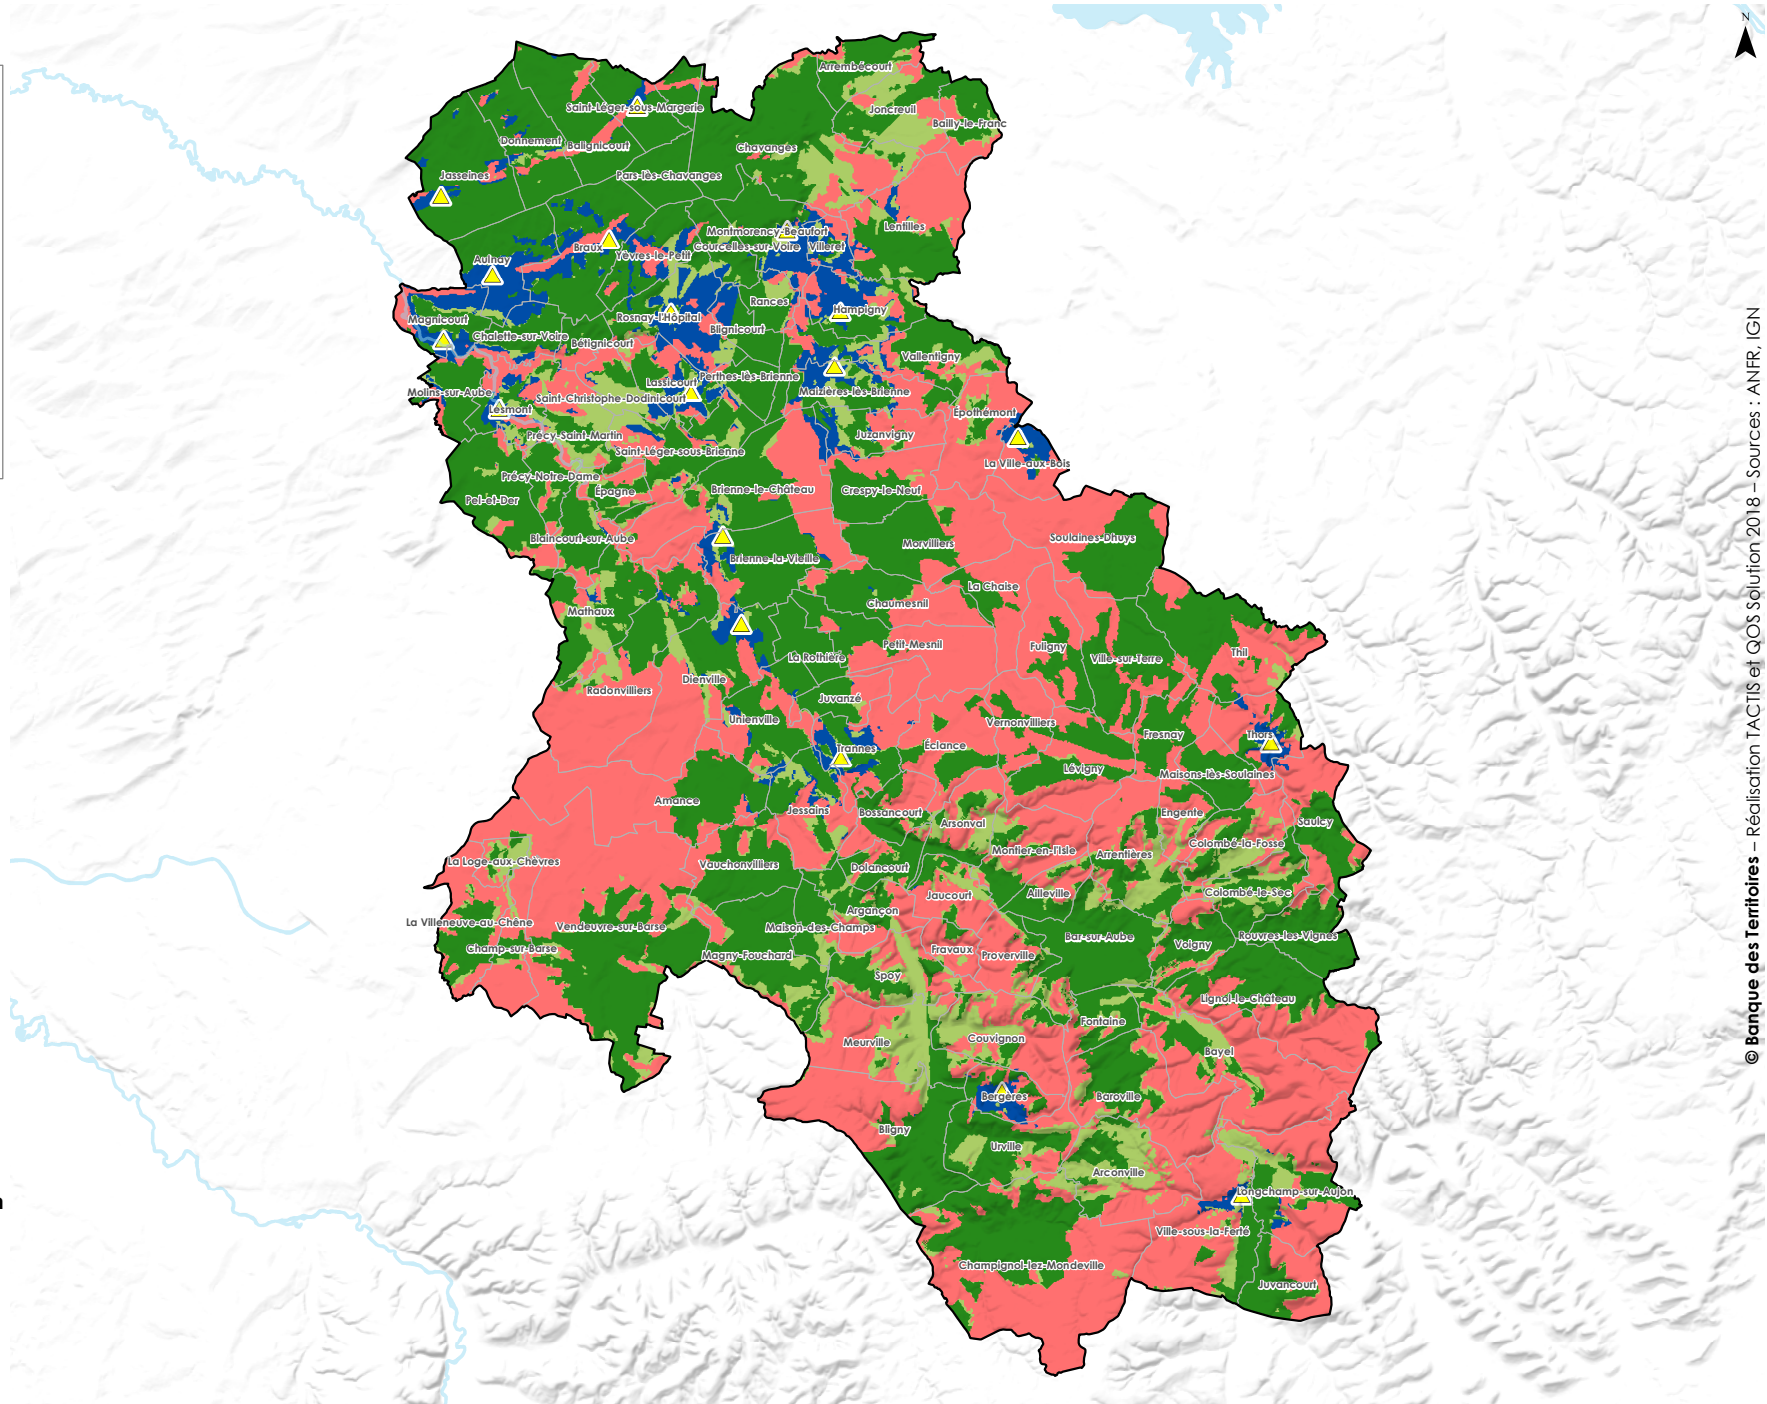 N
Arrembécourt
Saint-Léger-sous-Margerie
Joncreuil
Bailly-le-Franc
Donnement
Balignicourt
Chavanges
Jasseines
Pars-lès-Chavanges
Lentilles
Montmorency-Beaufort
Braux
Courcelles-sur-Voire
Villeret
Yèvres-le-Petit
Aulnay
Rances
Hampigny
Magnicourt
Rosnay-l'Hôpital
Blignicourt
Chalette-sur-Voire
Bétignicourt
Vallentigny
Perthes-lès-Brienne
Lassicourt
Molins-sur-Aube
Maizières-lès-Brienne
Saint-Christophe-Dodinicourt
Lesmont
Épothémont
Précy-Saint-Martin
Juzanvigny
Saint-Léger-sous-Brienne
La Ville-aux-Bois
Précy-Notre-Dame
Épagne
Brienne-le-Château
Crespy-le-Neuf
Pel-et-Der
Blaincourt-sur-Aube
Morvilliers
Soulaines-Dhuys
Brienne-la-Vieille
La Chaise
Mathaux
Chaumesnil
Petit-Mesnil
Fuligny
Thil
La Rothière
Ville-sur-Terre
Dienville
Radonvilliers
Juvanzé
Unienville
Vernonvilliers
Fresnay
Thors
Trannes
Éclance
Lévigny
Maisons-lès-Soulaines
Amance
Jessains
Bossancourt
Engente
Arsonval
Saulcy
Colombé-la-Fosse
Montier-en-l'Isle
Arrentières
La Loge-aux-Chèvres
Vauchonvilliers
Dolancourt
Jaucourt
Ailleville
Colombé-le-Sec
Argançon
La Villeneuve-au-Chêne
Vendeuvre-sur-Barse
Maison-des-Champs
Bar-sur-Aube
Rouvres-les-Vignes
Champ-sur-Barse
Magny-Fouchard
Fravaux
Proverville
Voigny
Spoy
Lignol-le-Château
Fontaine
Meurville
Couvignon
Bayel
Bergères
Baroville
Bligny
Urville
Arconville
Longchamp-sur-Aujon
Ville-sous-la-Ferté
Champignol-lez-Mondeville
Juvancourt
© Banque des Territoires – Réalisation TACTIS et QOS Solution 2018 – Sources : ANFR, IGN